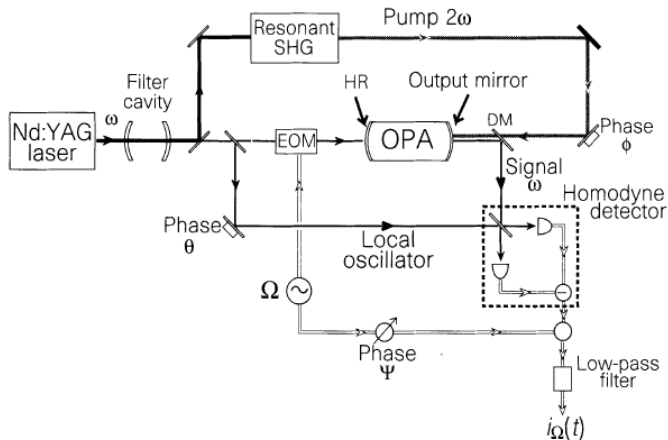 Resonant
SHG
Pump 2ω
Filter
cavity
HR
Output mirror
Nd:YAG
laser
ω
EOM
OPA
DM
Phase
ϕ
Signal
ω
Homodyne
detector
Phase
θ
Local
oscillator
Ω
−
Phase
Ψ
Low-pass
filter
iΩ(t)